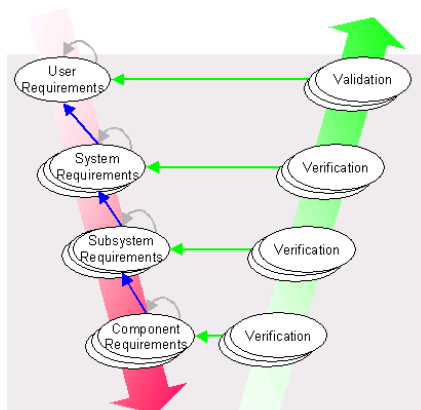 User
Requirements
Validation
System
Requirements
Verification
Subsystem
Requirements
Verification
Component
Requirements
Verification